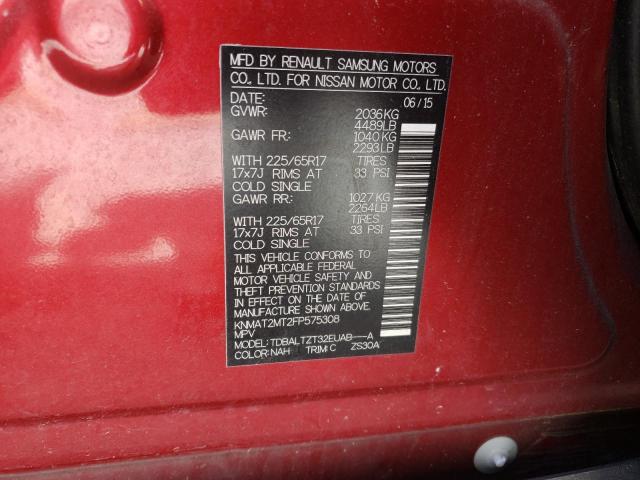 MFD BY RENAULT SAMSUNG MOTORS
CO., LTD. FOR NISSAN MOTOR CO., LTD.
DATE: 06/15
GVWR: 2036KG
4489LB
GAWR FR.: 1040KG
2293LB
WITH 225/65R17 TIRES
17x7J RIMS AT 33 PSI
COLD SINGLE
GAWR RR.: 1027KG
2264LB
WITH 225/65R17 TIRES
17x7J RIMS AT 33 PSI
COLD SINGLE
THIS VEHICLE CONFORMS TO
ALL APPLICABLE FEDERAL
MOTOR VEHICLE SAFETY AND
THEFT PREVENTION STANDARDS
IN EFFECT ON THE DATE OF
MANUFACTURE SHOWN ABOVE.
KNMAT2MT2FP575308
MPV
MODEL: TDBALTZT32EUAB---A
COLOR: NAH TRIM: C ZS30A